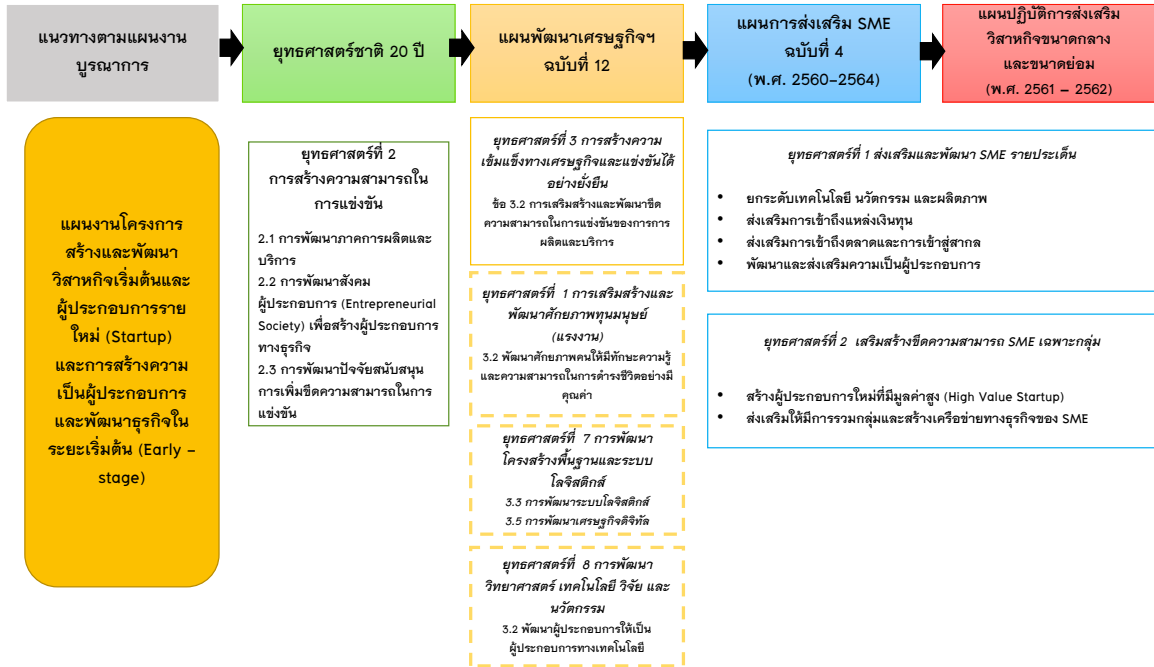 แนวทางตามแผนงาน
บูรณาการ
ยุทธศาสตร์ชาติ 20 ปี
แผนพัฒนาเศรษฐกิจฯ
ฉบับที่ 12
แผนการส่งเสริม SME
ฉบับที่ 4
(พ.ศ. 2560-2564)
แผนปฏิบัติการส่งเสริม
วิสาหกิจขนาดกลาง
และขนาดย่อม
(พ.ศ. 2561 – 2562)
แผนงานโครงการ
สร้างและพัฒนา
วิสาหกิจเริ่มต้นและ
ผู้ประกอบการราย
ใหม่ (Startup)
และการสร้างความ
เป็นผู้ประกอบการ
และพัฒนาธุรกิจใน
ระยะเริ่มต้น (Early –
stage)
ยุทธศาสตร์ที่ 2
การสร้างความสามารถใน
การแข่งขัน
2.1 การพัฒนาภาคการผลิตและ
บริการ
2.2 การพัฒนาสังคม
ผู้ประกอบการ (Entrepreneurial
Society) เพื่อสร้างผู้ประกอบการ
ทางธุรกิจ
2.3 การพัฒนาปัจจัยสนับสนุน
การเพิ่มขีดความสามารถในการ
แข่งขัน
ยุทธศาสตร์ที่ 3 การสร้างความ
เข้มแข็งทางเศรษฐกิจและแข่งขันได้
อย่างยั่งยืน
ข้อ 3.2 การเสริมสร้างและพัฒนาขีด
ความสามารถในการแข่งขันของการการ
ผลิตและบริการ
ยุทธศาสตร์ที่ 1 การเสริมสร้างและ
พัฒนาศักยภาพทุนมนุษย์
(แรงงาน)
3.2 พัฒนาศักยภาพคนให้มีทักษะความรู้
และความสามารถในการดำรงชีวิตอย่างมี
คุณค่า
ยุทธศาสตร์ที่ 7 การพัฒนา
โครงสร้างพื้นฐานและระบบ
โลจิสติกส์
3.3 การพัฒนาระบบโลจิสติกส์
3.5 การพัฒนาเศรษฐกิจดิจิทัล
ยุทธศาสตร์ที่ 8 การพัฒนา
วิทยาศาสตร์ เทคโนโลยี วิจัย และ
นวัตกรรม
3.2 พัฒนาผู้ประกอบการให้เป็น
ผู้ประกอบการทางเทคโนโลยี
ยุทธศาสตร์ที่ 1 ส่งเสริมและพัฒนา SME รายประเด็น
• ยกระดับเทคโนโลยี นวัตกรรม และผลิตภาพ
• ส่งเสริมการเข้าถึงแหล่งเงินทุน
• ส่งเสริมการเข้าถึงตลาดและการเข้าสู่สากล
• พัฒนาและส่งเสริมความเป็นผู้ประกอบการ
ยุทธศาสตร์ที่ 2 เสริมสร้างขีดความสามารถ SME เฉพาะกลุ่ม
• สร้างผู้ประกอบการใหม่ที่มีมูลค่าสูง (High Value Startup)
• ส่งเสริมให้มีการรวมกลุ่มและสร้างเครือข่ายทางธุรกิจของ SME